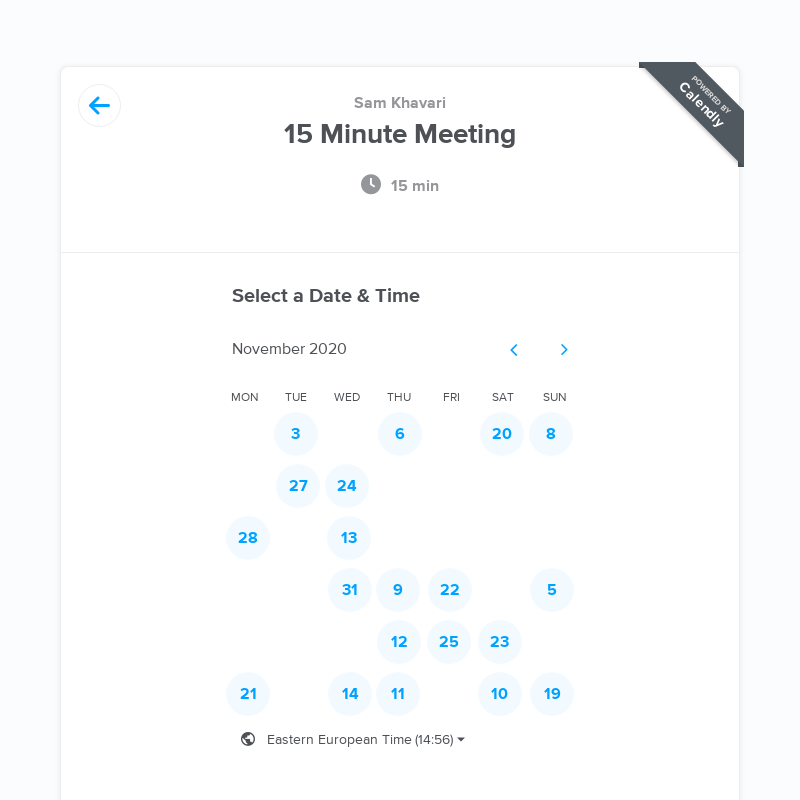 POWERED BY
Calendly
Sam Khavari
15 Minute Meeting
15 min
Select a Date & Time
November 2020
MON TUE WED THU FRI SAT SUN
3 6 20 8
27 24
28 13
31 9 22 5
12 25 23
21 14 11 10 19
Eastern European Time (14:56)